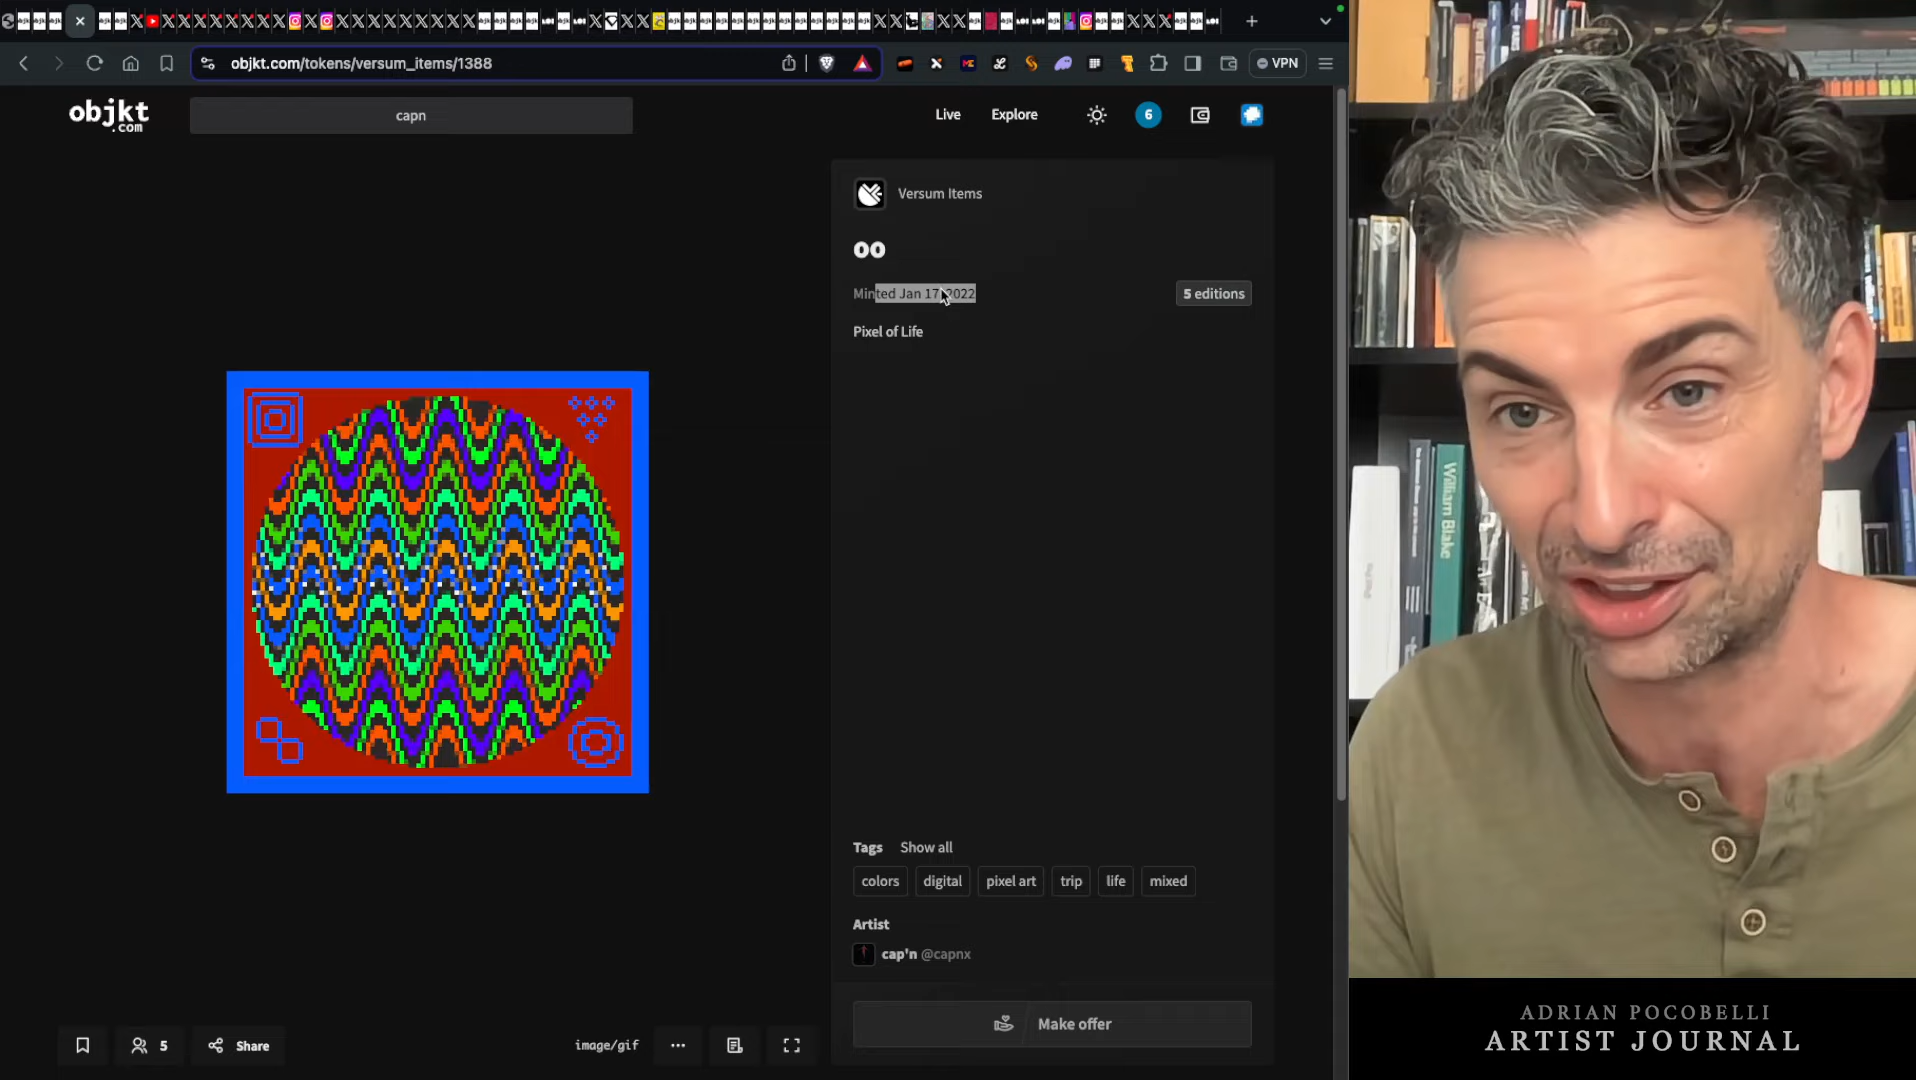 objkt.com/tokens/versum_items/1388
VPN
objkt
.com
capn
Live
Explore
6
Versum Items
OO
Minted Jan 17, 2022
5 editions
Pixel of Life
Tags
Show all
colors
digital
pixel art
trip
life
mixed
Artist
cap'n @capnx
Make offer
5
Share
image/gif
William Blake
ADRIAN POCOBELLI
ARTIST JOURNAL